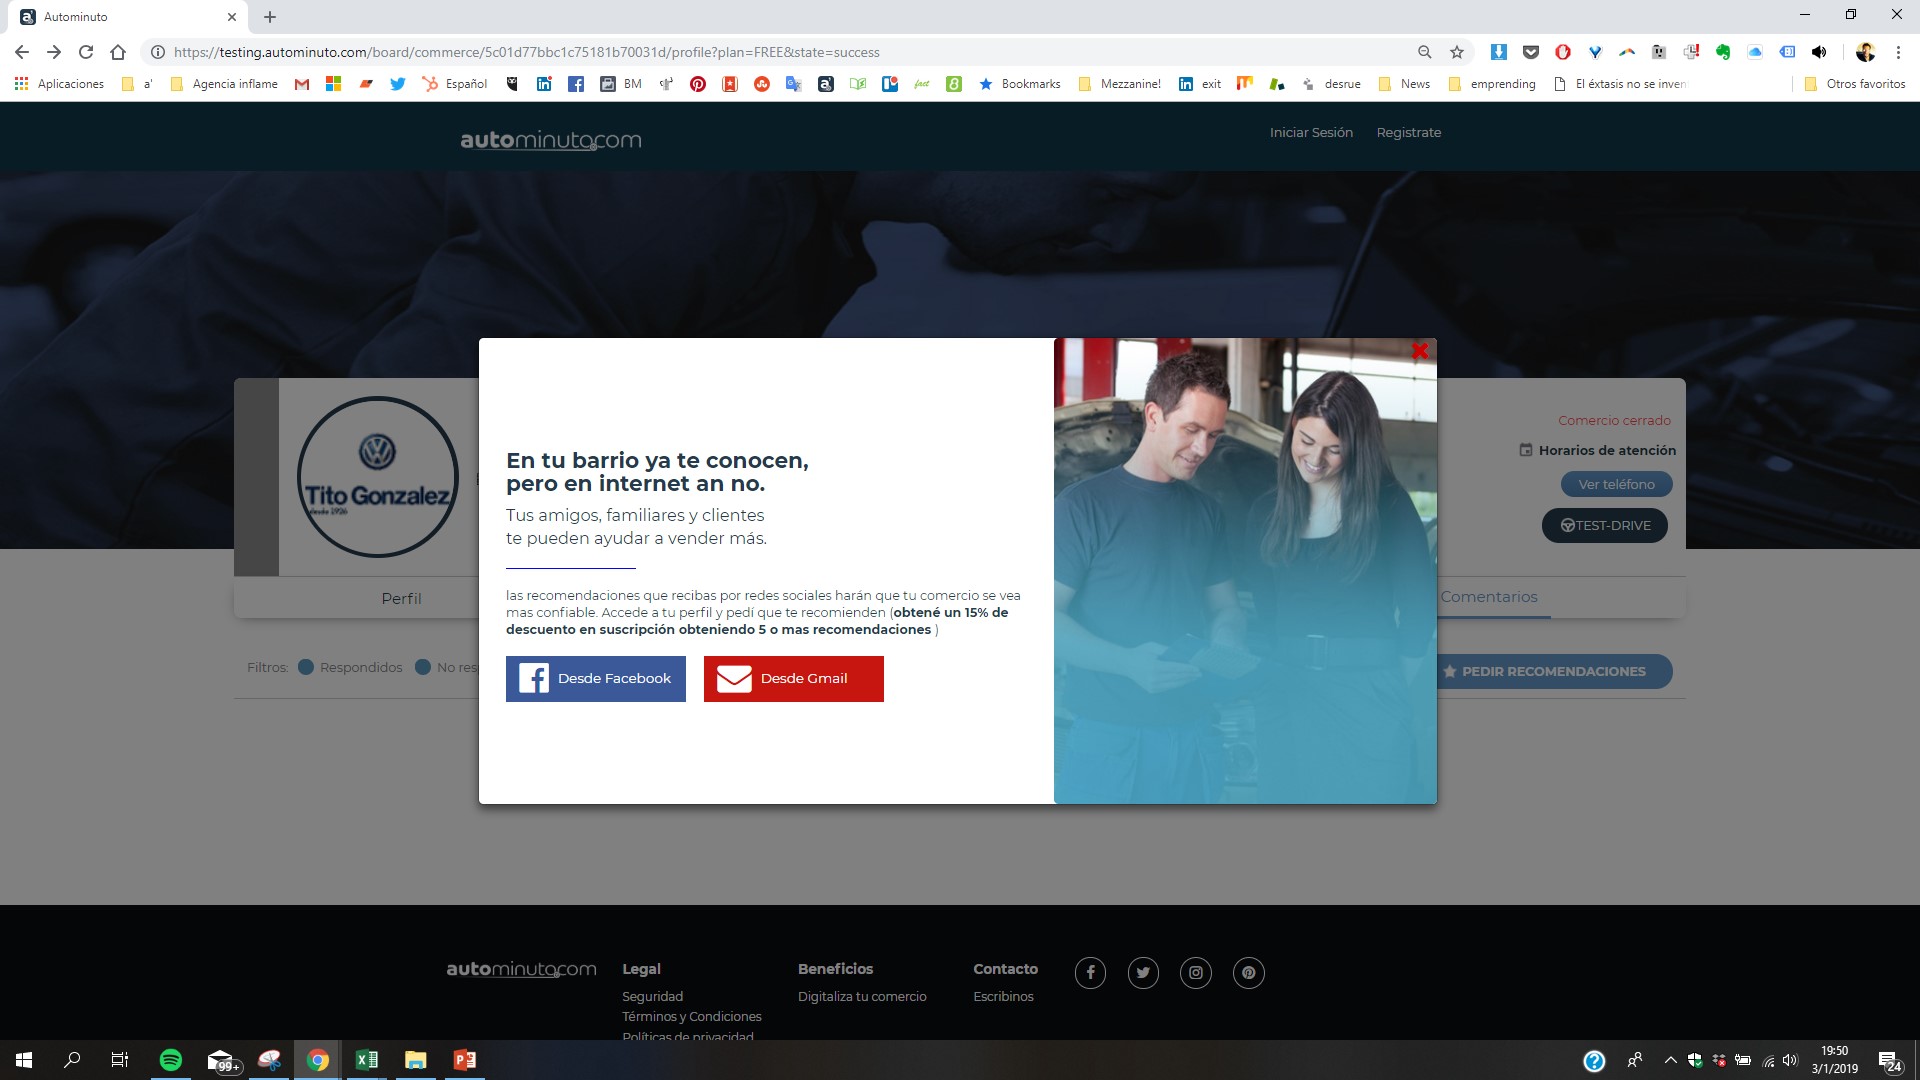 Autominuto
https://testing.autominuto.com/board/commerce/5c01d77bbc1c75181b70031d/profile?plan=FREE&state=success
Aplicaciones
a'
Agencia inflame
Español
BM
Bookmarks
Mezzanine!
exit
desrue
News
emprending
El éxtasis no se inven
Otros favoritos
autominuto.com
Iniciar Sesión
Registrate
Tito Gonzalez
desde 1926
Comercio cerrado
Horarios de atención
Ver teléfono
TEST-DRIVE
En tu barrio ya te conocen,
pero en internet an no.
Tus amigos, familiares y clientes
te pueden ayudar a vender más.
las recomendaciones que recibas por redes sociales harán que tu comercio se vea
mas confiable. Accede a tu perfil y pedí que te recomienden (obtené un 15% de
descuento en suscripción obteniendo 5 o mas recomendaciones )
Desde Facebook
Desde Gmail
Perfil
Comentarios
Filtros:
Respondidos
No resp
PEDIR RECOMENDACIONES
autominuto.com
Legal
Seguridad
Términos y Condiciones
Políticas de privacidad
Beneficios
Digitaliza tu comercio
Contacto
Escribinos
99+
19:50
3/1/2019
24